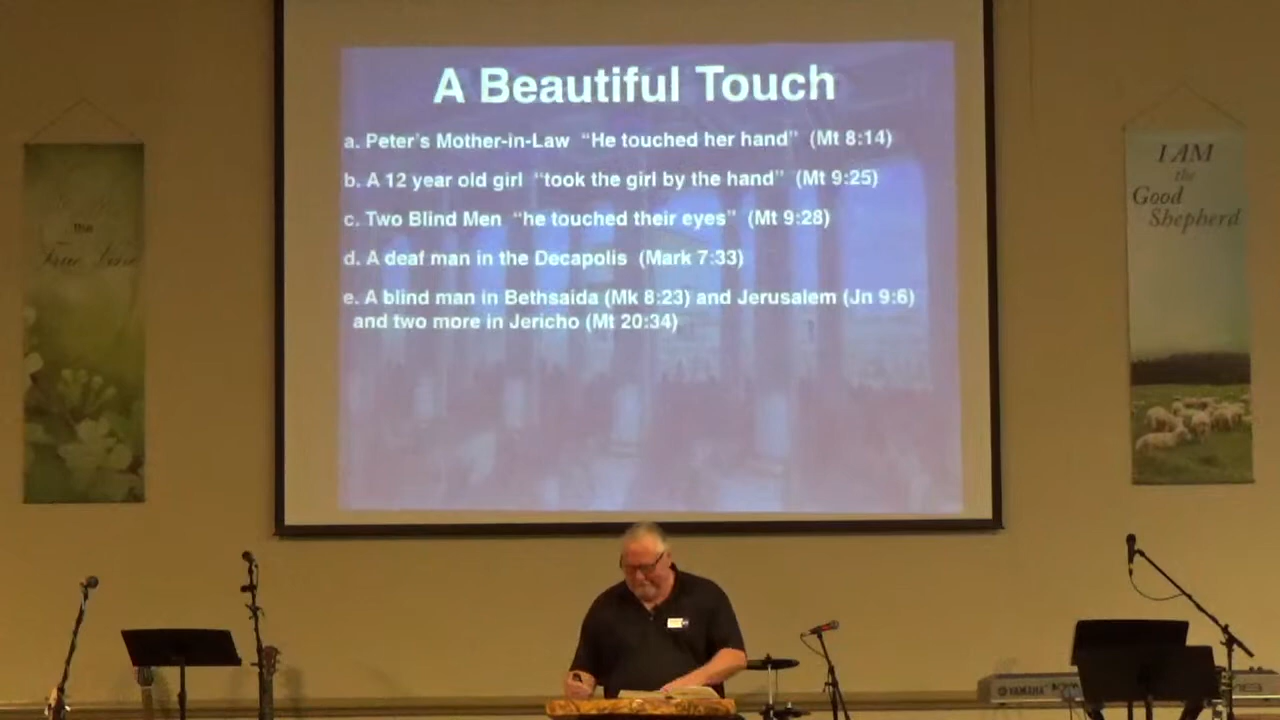 A Beautiful Touch
a. Peter's Mother-in-Law "He touched her hand" (Mt 8:14)
b. A 12 year old girl "took the girl by the hand" (Mt 9:25)
c. Two Blind Men "he touched their eyes" (Mt 9:28)
d. A deaf man in the Decapolis (Mark 7:33)
e. A blind man in Bethsaida (Mk 8:23) and Jerusalem (Jn 9:6)
and two more in Jericho (Mt 20:34)
the
True Vine
I AM
the
Good
Shepherd
YAMAHA